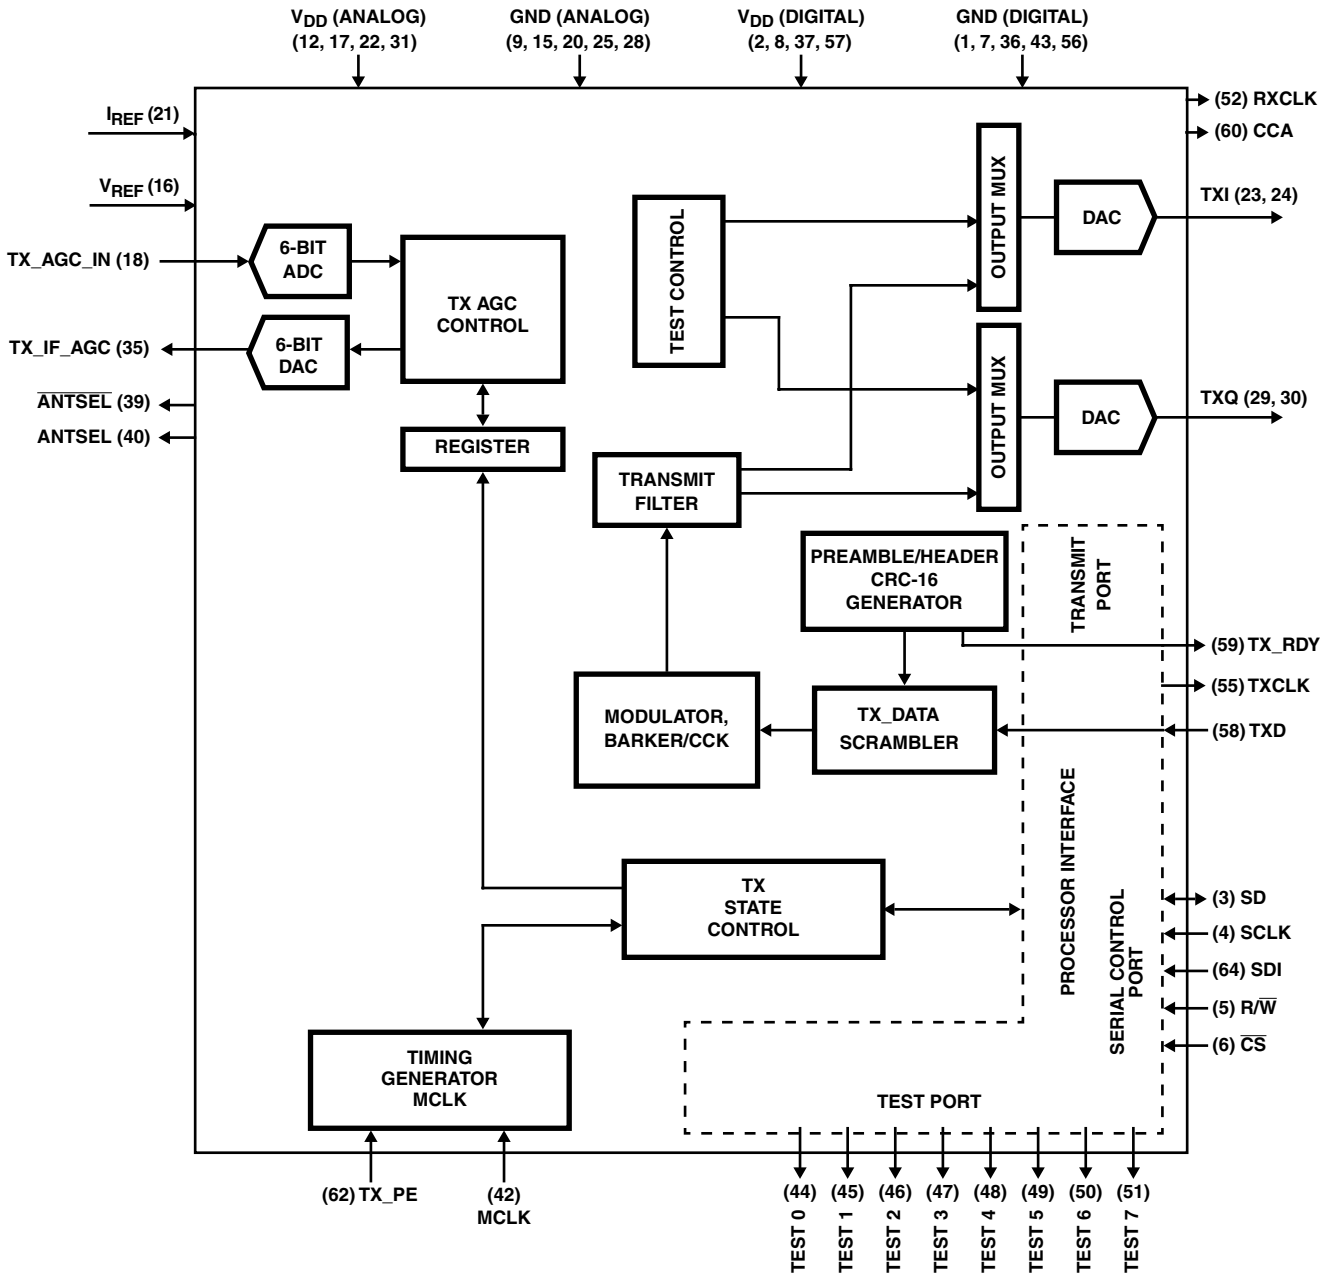 VDD (ANALOG)
(12, 17, 22, 31)
GND (ANALOG)
(9, 15, 20, 25, 28)
VDD (DIGITAL)
(2, 8, 37, 57)
GND (DIGITAL)
(1, 7, 36, 43, 56)
IREF (21)
VREF (16)
TX_AGC_IN (18)
TX_IF_AGC (35)
A̅N̅T̅S̅E̅L̅ (39)
ANTSEL (40)
6-BIT
ADC
6-BIT
DAC
TX AGC
CONTROL
REGISTER
TEST CONTROL
OUTPUT MUX
DAC
OUTPUT MUX
DAC
(52) RXCLK
(60) CCA
TXI (23, 24)
TXQ (29, 30)
TRANSMIT
FILTER
PREAMBLE/HEADER
CRC-16
GENERATOR
TRANSMIT
PORT
(59) TX_RDY
(55) TXCLK
(58) TXD
MODULATOR,
BARKER/CCK
TX_DATA
SCRAMBLER
PROCESSOR INTERFACE
SERIAL CONTROL
PORT
TX
STATE
CONTROL
(3) SD
(4) SCLK
(64) SDI
(5) R/W̅
(6) C̅S̅
TIMING
GENERATOR
MCLK
TEST PORT
(62) TX_PE
(42)
MCLK
(44)
TEST 0
(45)
TEST 1
(46)
TEST 2
(47)
TEST 3
(48)
TEST 4
(49)
TEST 5
(50)
TEST 6
(51)
TEST 7